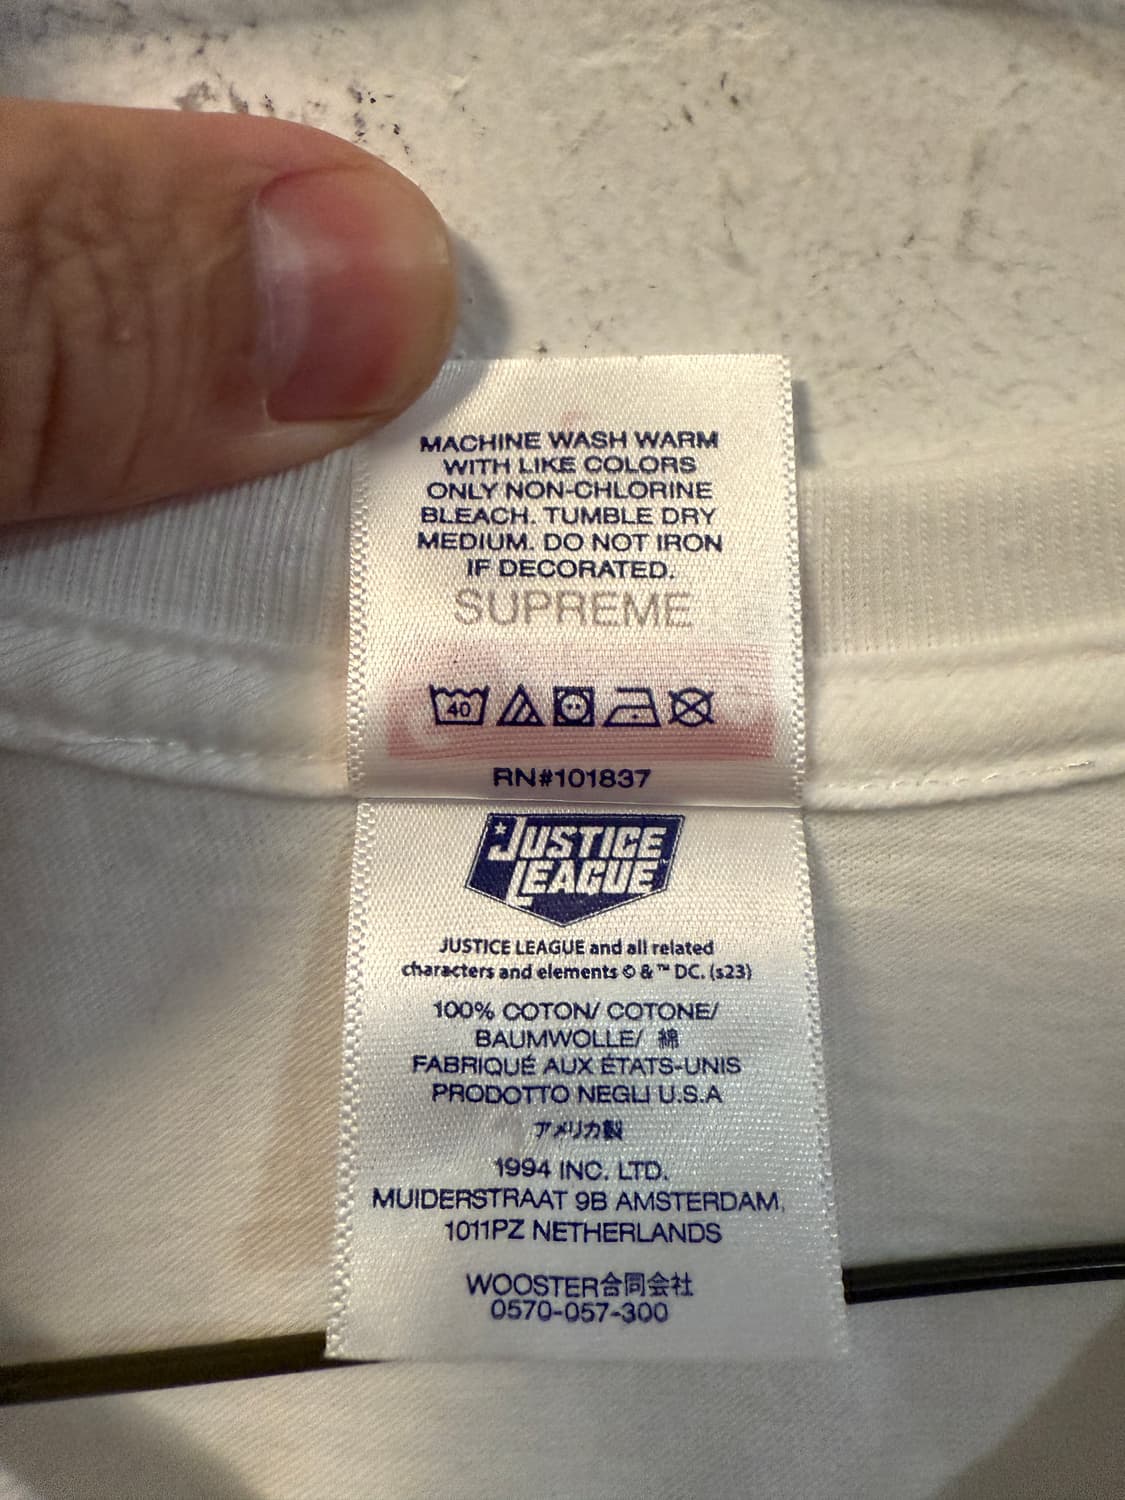 MACHINE WASH WARM
WITH LIKE COLORS
ONLY NON-CHLORINE
BLEACH. TUMBLE DRY
MEDIUM. DO NOT IRON
IF DECORATED.
SUPREME
40
RN#101837
JUSTICE
LEAGUE™
JUSTICE LEAGUE and all related
characters and elements © & ™ DC. (s23)
100% COTON/ COTONE/
BAUMWOLLE/ 綿
FABRIQUÉ AUX ÉTATS-UNIS
PRODOTTO NEGLI U.S.A
アメリカ製
1994 INC. LTD.
MUIDERSTRAAT 9B AMSTERDAM,
1011PZ NETHERLANDS
WOOSTER合同会社
0570-057-300